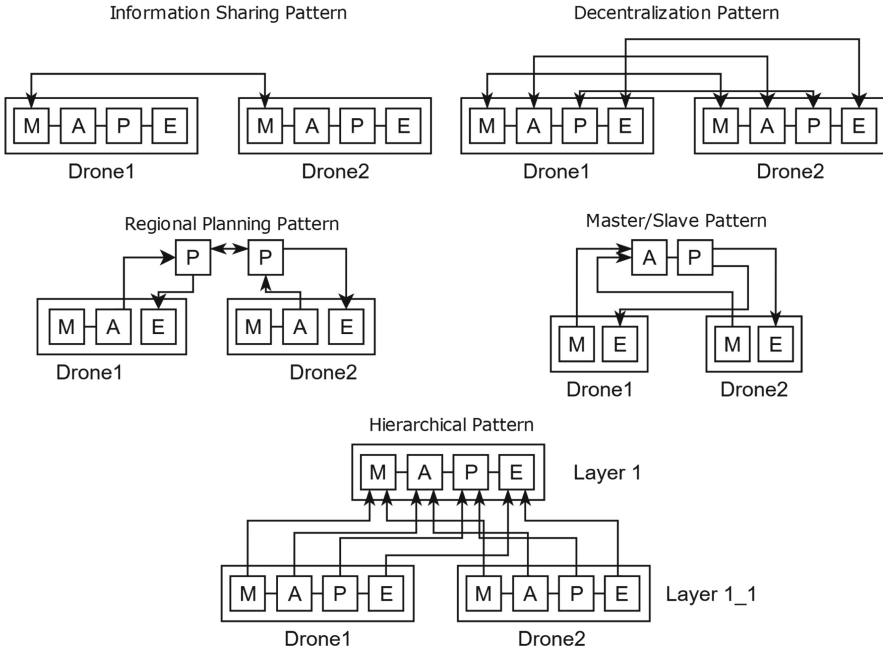 Information Sharing Pattern
Decentralization Pattern
M A P E
M A P E
M A P E
M A P E
Drone1
Drone2
Drone1
Drone2
Regional Planning Pattern
Master/Slave Pattern
P P
A P
M A E
M A E
M E
M E
Drone1
Drone2
Drone1
Drone2
Hierarchical Pattern
M A P E
Layer 1
M A P E
M A P E
Layer 1_1
Drone1
Drone2